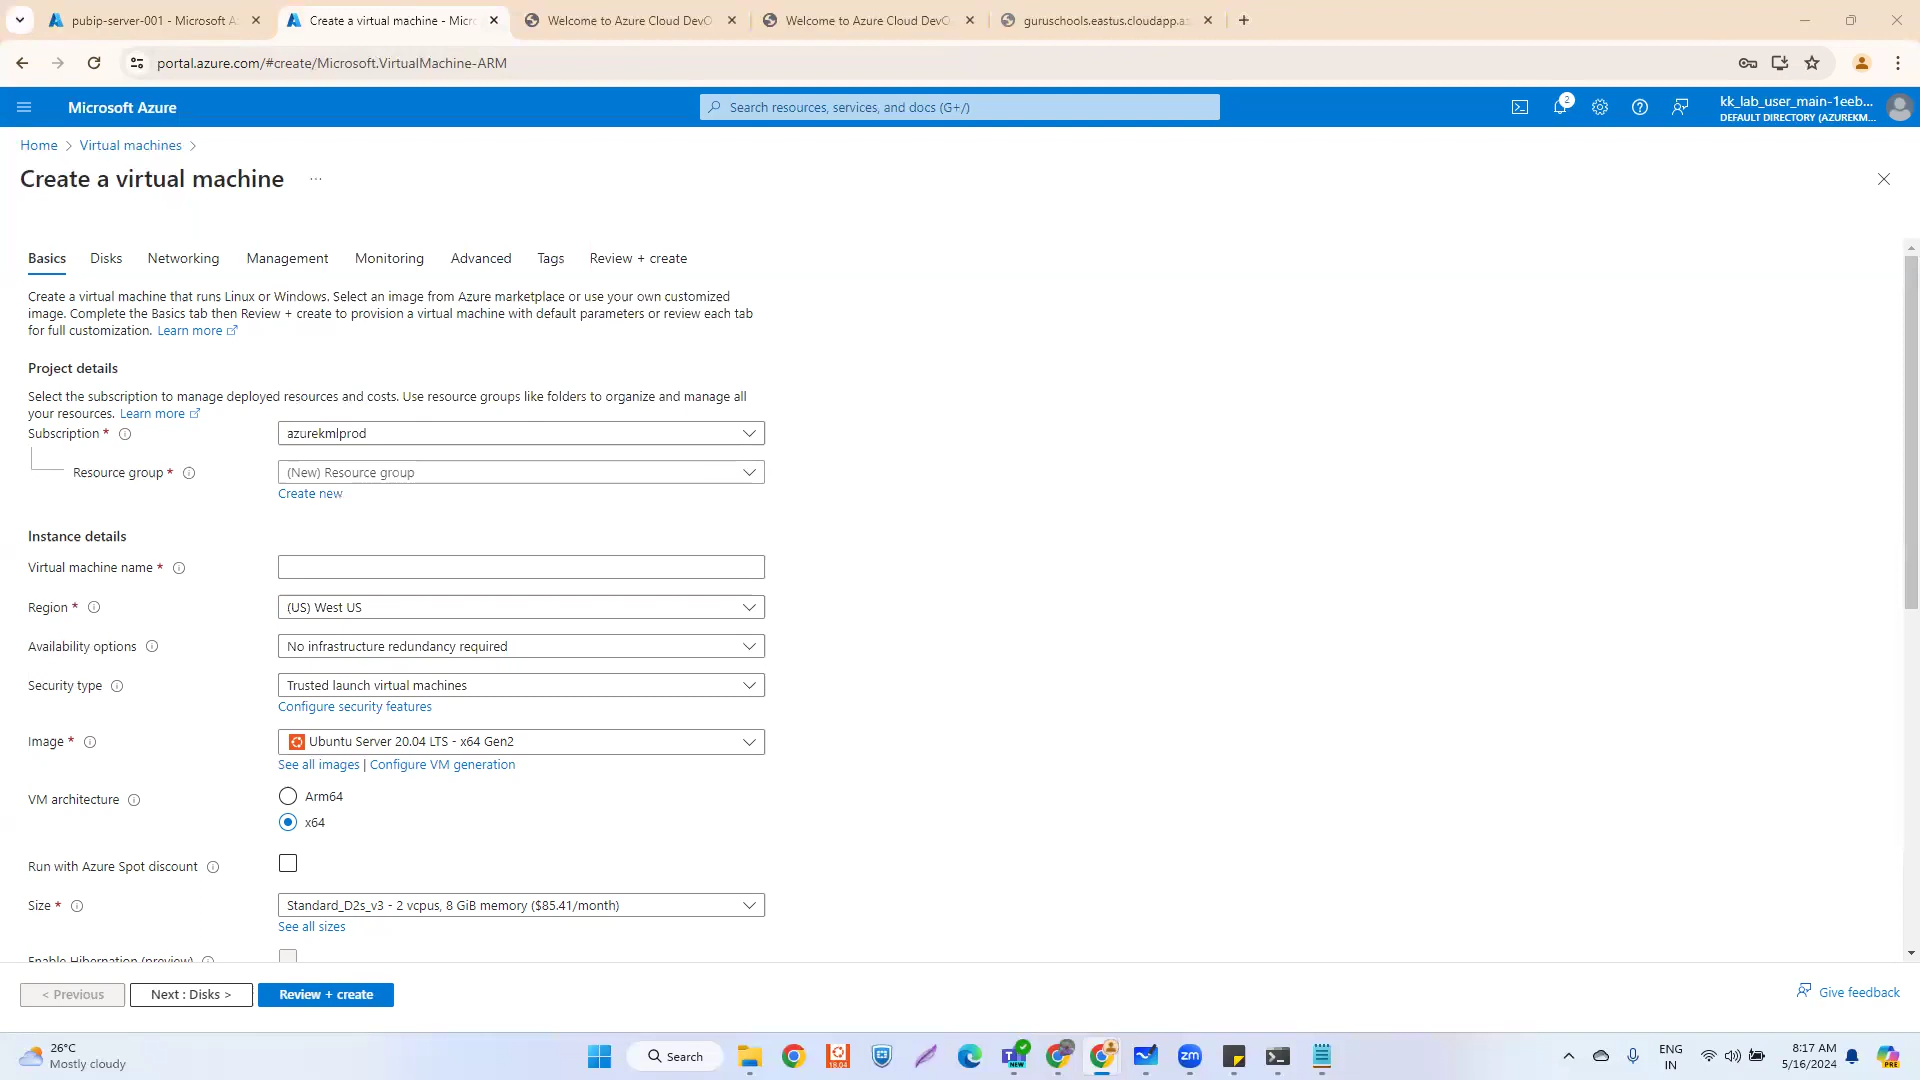 pubip-server-001 - Microsoft A
Create a virtual machine - Micr
Welcome to Azure Cloud DevO
Welcome to Azure Cloud DevO
guruschools.eastus.cloudapp.az
portal.azure.com/#create/Microsoft.VirtualMachine-ARM
Microsoft Azure
Search resources, services, and docs (G+/)
2
kk_lab_user_main-1eeb...
DEFAULT DIRECTORY (AZUREKM...
Home > Virtual machines >
Create a virtual machine ...
Basics Disks Networking Management Monitoring Advanced Tags Review + create
Create a virtual machine that runs Linux or Windows. Select an image from Azure marketplace or use your own customized
image. Complete the Basics tab then Review + create to provision a virtual machine with default parameters or review each tab
for full customization. Learn more
Project details
Select the subscription to manage deployed resources and costs. Use resource groups like folders to organize and manage all
your resources. Learn more
Subscription *
azurekmlprod
Resource group *
(New) Resource group
Create new
Instance details
Virtual machine name *
Region *
(US) West US
Availability options
No infrastructure redundancy required
Security type
Trusted launch virtual machines
Configure security features
Image *
Ubuntu Server 20.04 LTS - x64 Gen2
See all images | Configure VM generation
VM architecture
Arm64
x64
Run with Azure Spot discount
Size *
Standard_D2s_v3 - 2 vcpus, 8 GiB memory ($85.41/month)
See all sizes
Enable Hibernation (preview)
< Previous
Next : Disks >
Review + create
Give feedback
26°C
Mostly cloudy
Search
18.04
NEW
zm
ENG
IN
8:17 AM
5/16/2024
PRE